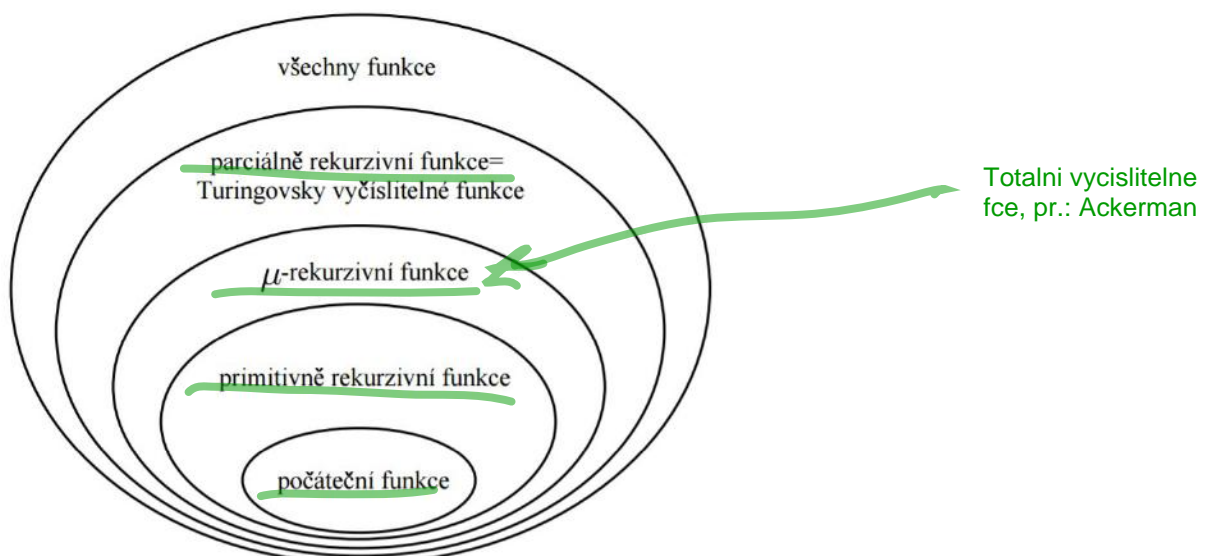 všechny funkce
parciálně rekurzivní funkce=
Turingovsky vyčíslitelné funkce
Totalni vycislitelne
fce, pr.: Ackerman
μ-rekurzivní funkce
primitivně rekurzivní funkce
počáteční funkce